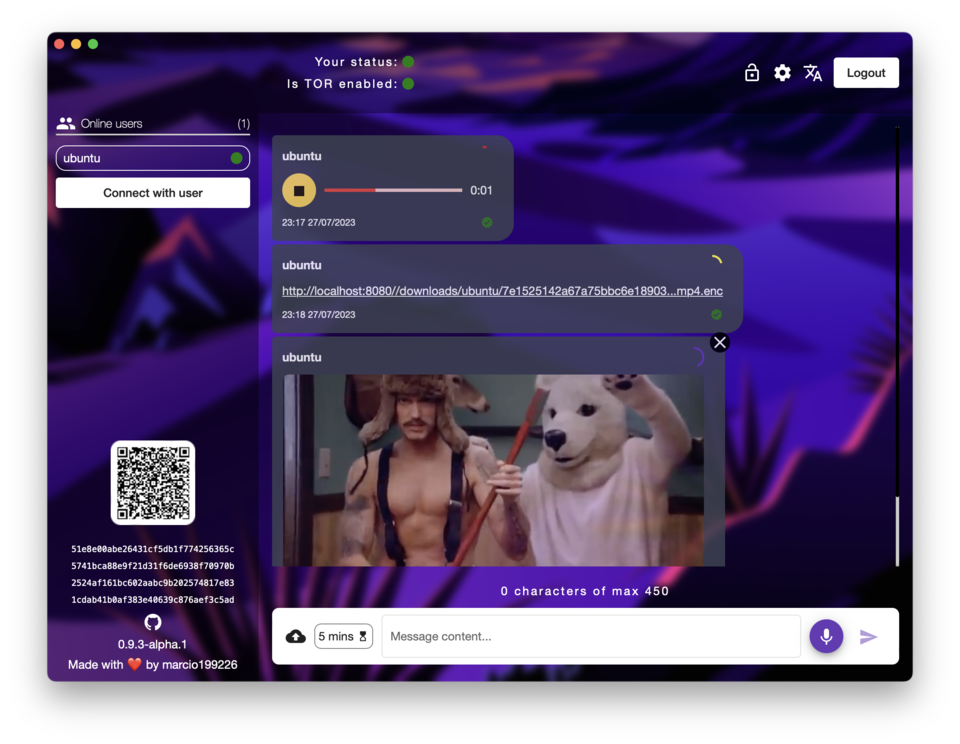 Your status:
Is TOR enabled:
Logout
Online users (1)
ubuntu
Connect with user
ubuntu
0:01
23:17 27/07/2023
ubuntu
http://localhost:8080//downloads/ubuntu/7e1525142a67a75bbc6e18903...mp4.enc
23:18 27/07/2023
ubuntu
51e8e00abe26431cf5db1f774256365c
5741bca88e9f21d31f6de6938f70970b
2524af161bc602aabc9b202574817e83
1cdab41b0af383e40639c876aef3c5ad
0.9.3-alpha.1
Made with ❤️ by marcio199226
0 characters of max 450
5 mins
Message content...